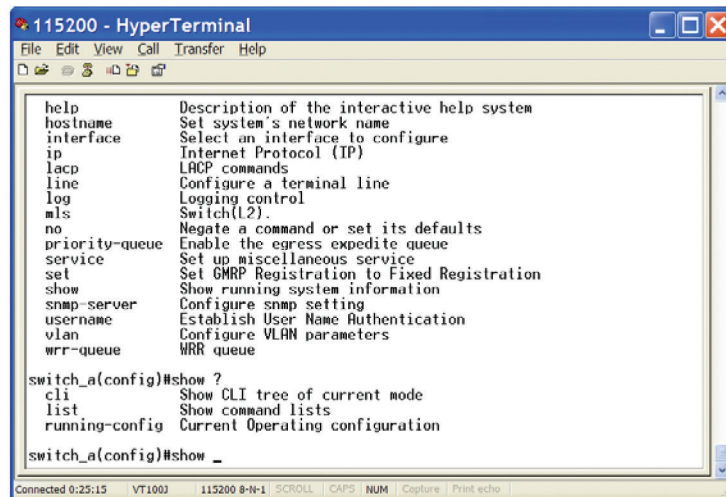 115200 - HyperTerminal
File Edit View Call Transfer Help
help Description of the interactive help system
hostname Set system's network name
interface Select an interface to configure
ip Internet Protocol (IP)
lacp LACP commands
line Configure a terminal line
log Logging control
mls Switch(L2).
no Negate a command or set its defaults
priority-queue Enable the egress expedite queue
service Set up miscellaneous service
set Set GMRP Registration to Fixed Registration
show Show running system information
snmp-server Configure snmp setting
username Establish User Name Authentication
vlan Configure VLAN parameters
wrr-queue WRR queue
switch_a(config)#show ?
cli Show CLI tree of current mode
list Show command lists
running-config Current Operating configuration
switch_a(config)#show _
Connected 0:25:15 VT100J 115200 8-N-1 SCROLL CAPS NUM Capture Print echo